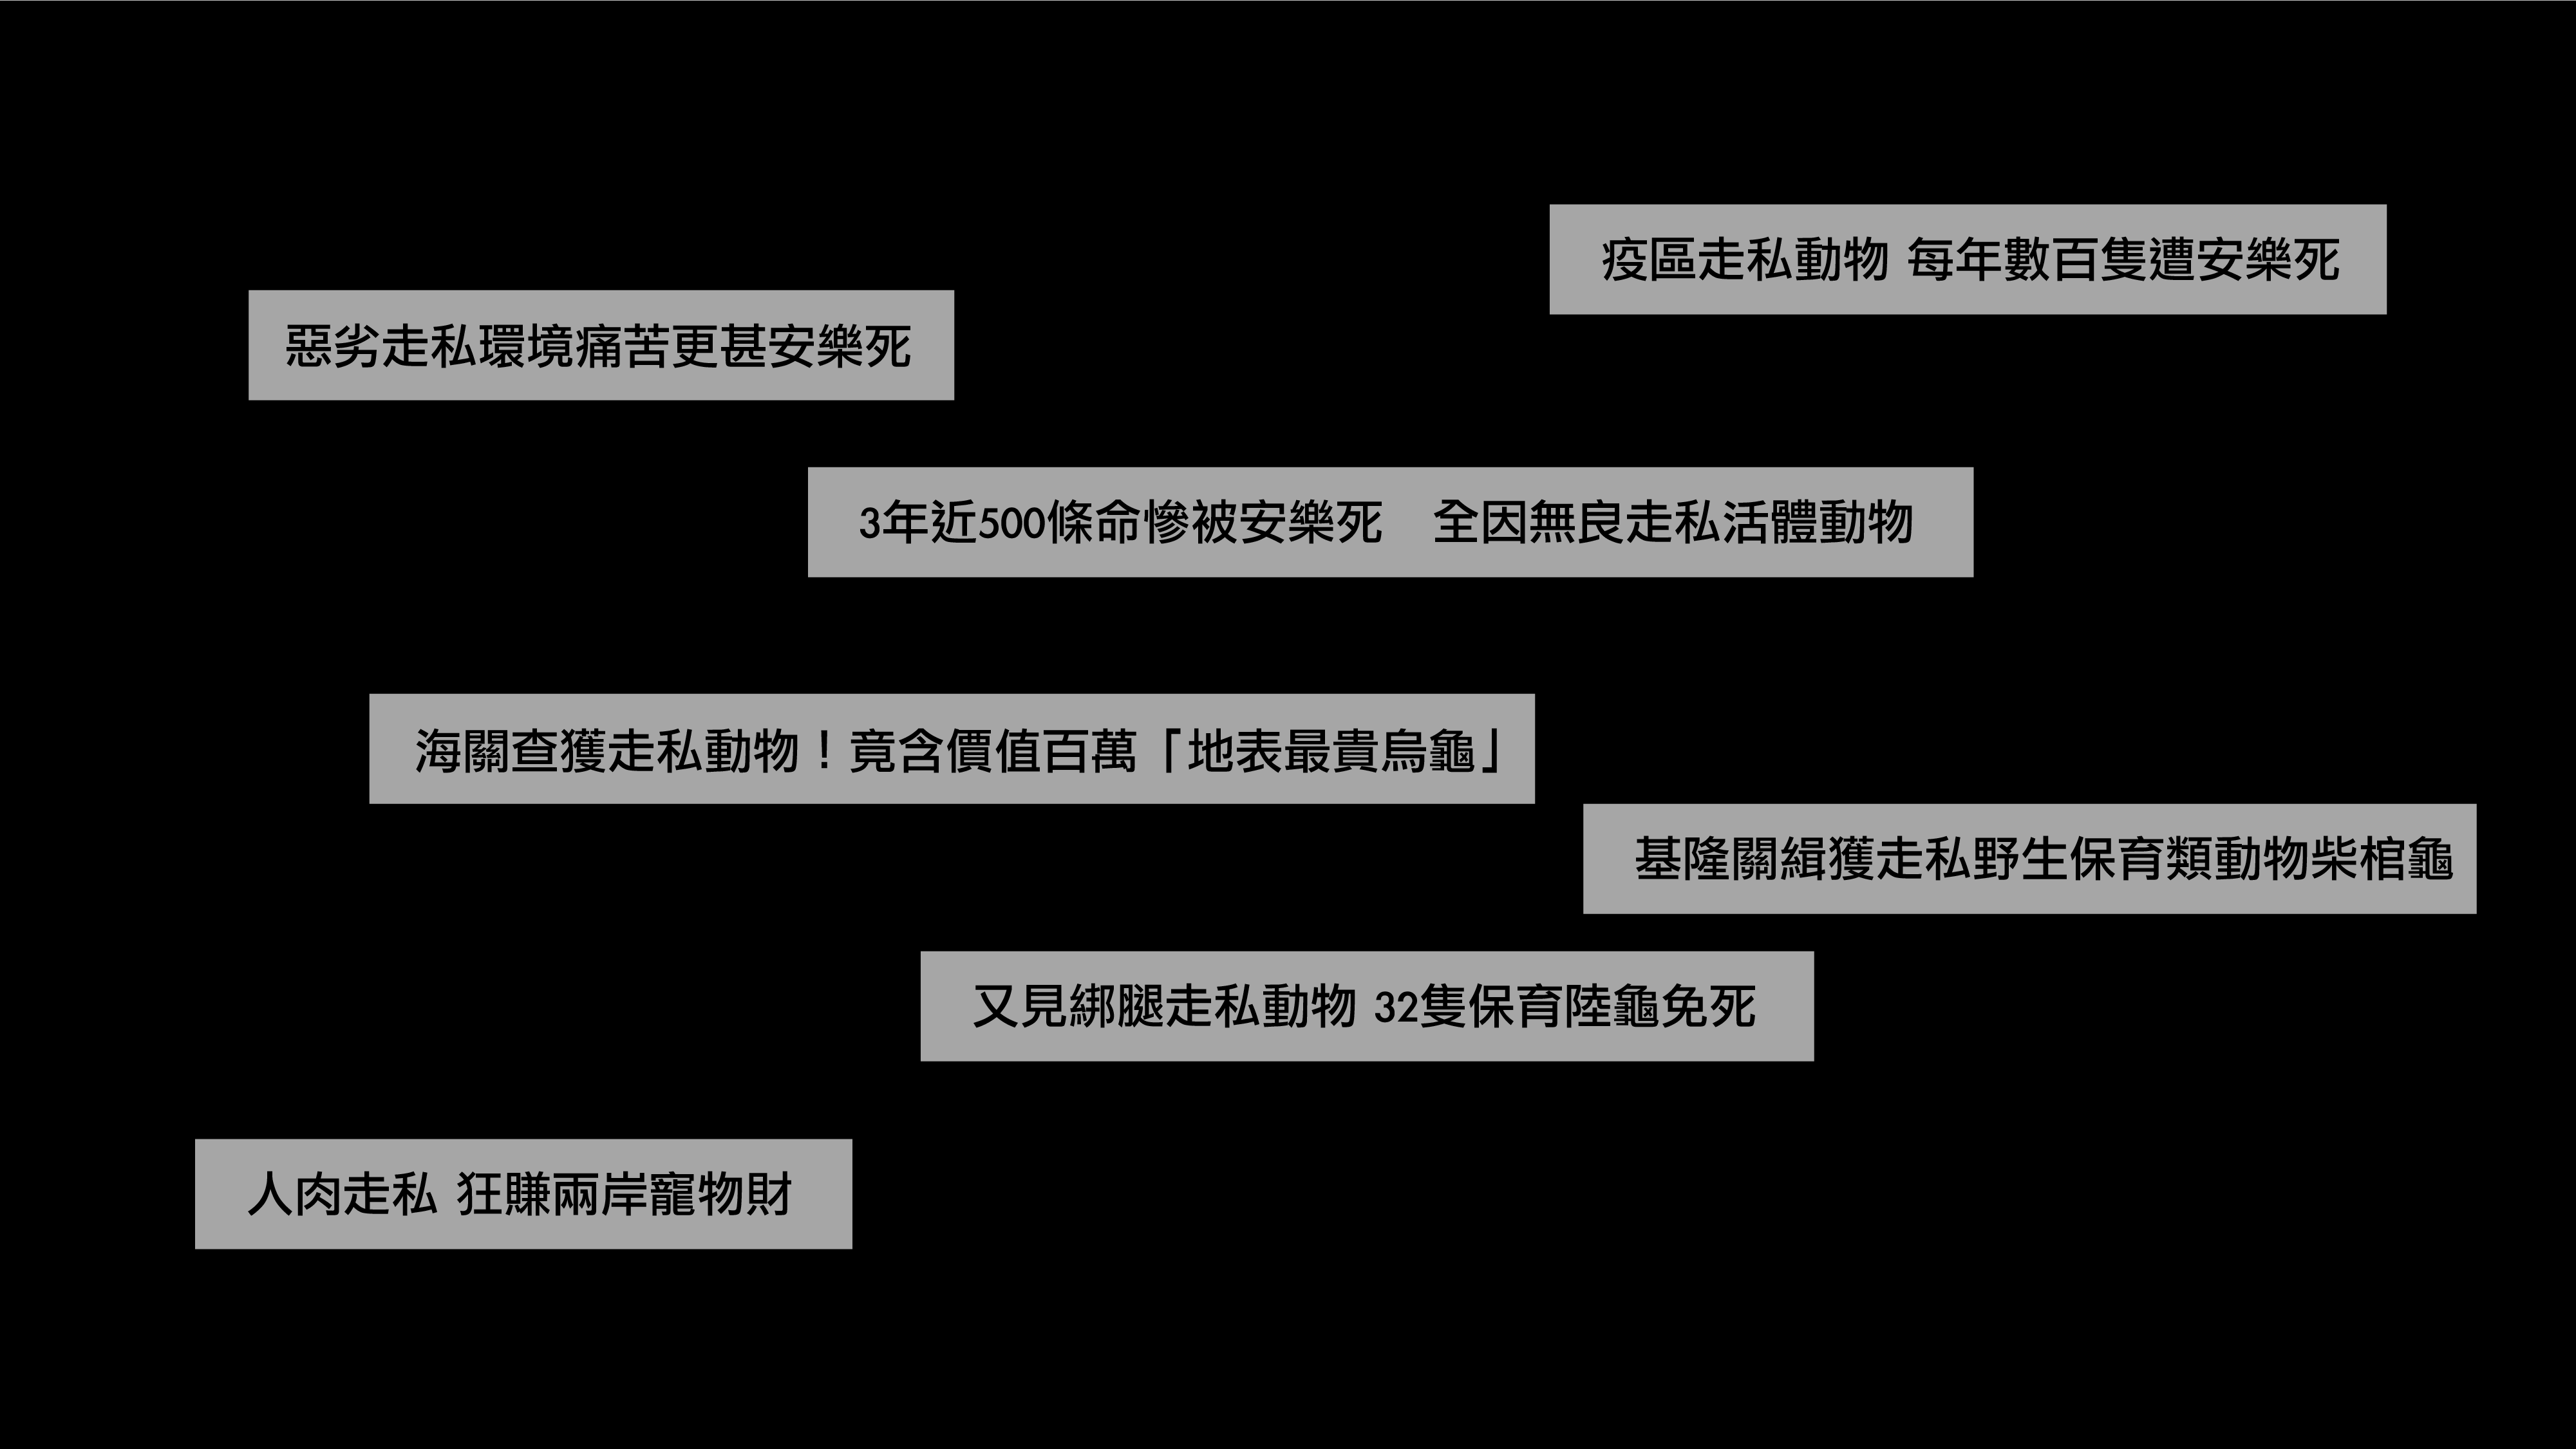 疫區走私動物 每年數百隻遭安樂死
惡劣走私環境痛苦更甚安樂死
3年近500條命慘被安樂死　全因無良走私活體動物
海關查獲走私動物！竟含價值百萬「地表最貴烏龜」
基隆關緝獲走私野生保育類動物柴棺龜
又見綁腿走私動物 32隻保育陸龜免死
人肉走私 狂賺兩岸寵物財